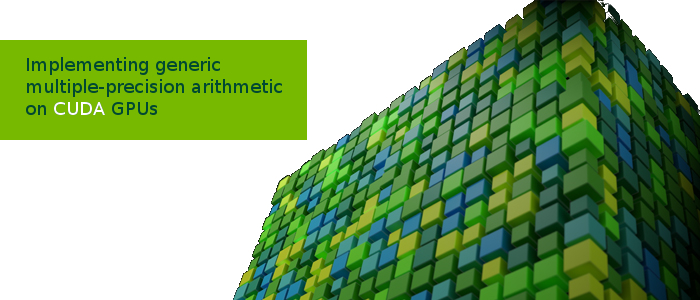 Implementing generic
multiple-precision arithmetic
on CUDA GPUs